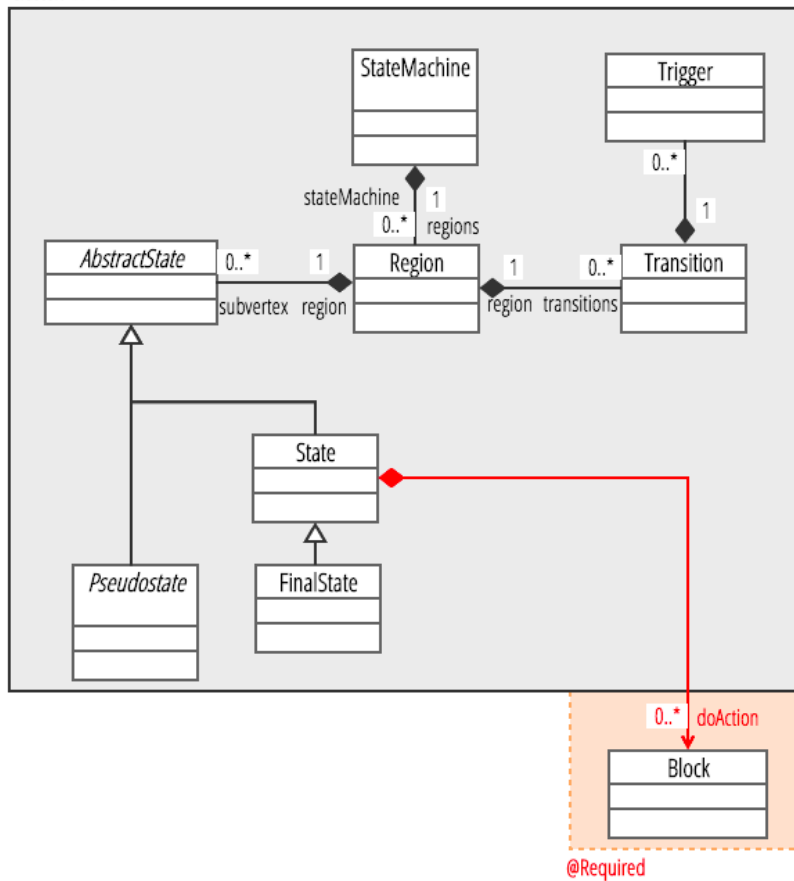 StateMachine
Trigger
0..*
stateMachine
1
1
0..*
regions
AbstractState
0..*
1
Region
1
0..*
Transition
subvertex
region
region
transitions
State
Pseudostate
FinalState
0..*
doAction
Block
@Required